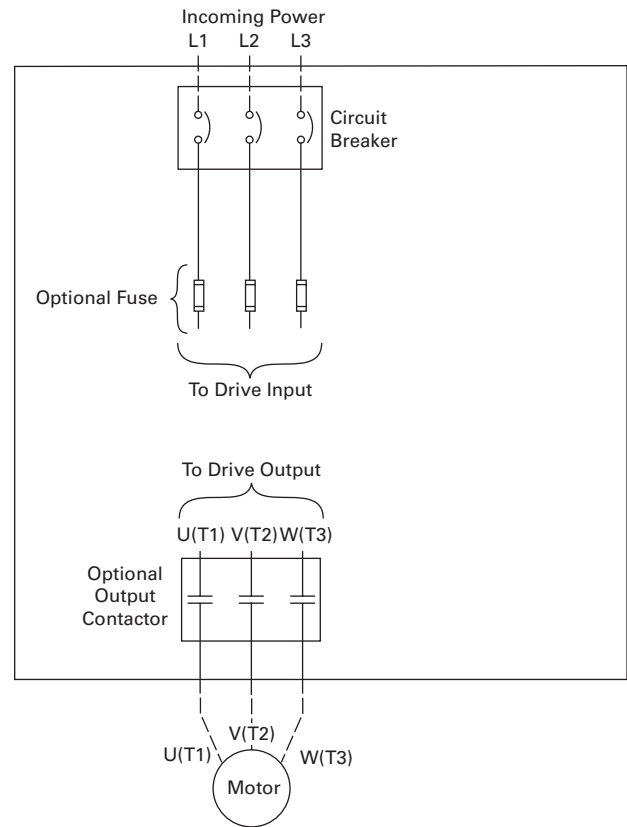 Incoming Power
L1 L2 L3
Circuit
Breaker
Optional Fuse
To Drive Input
To Drive Output
U(T1) V(T2) W(T3)
Optional
Output
Contactor
V(T2)
U(T1) W(T3)
Motor